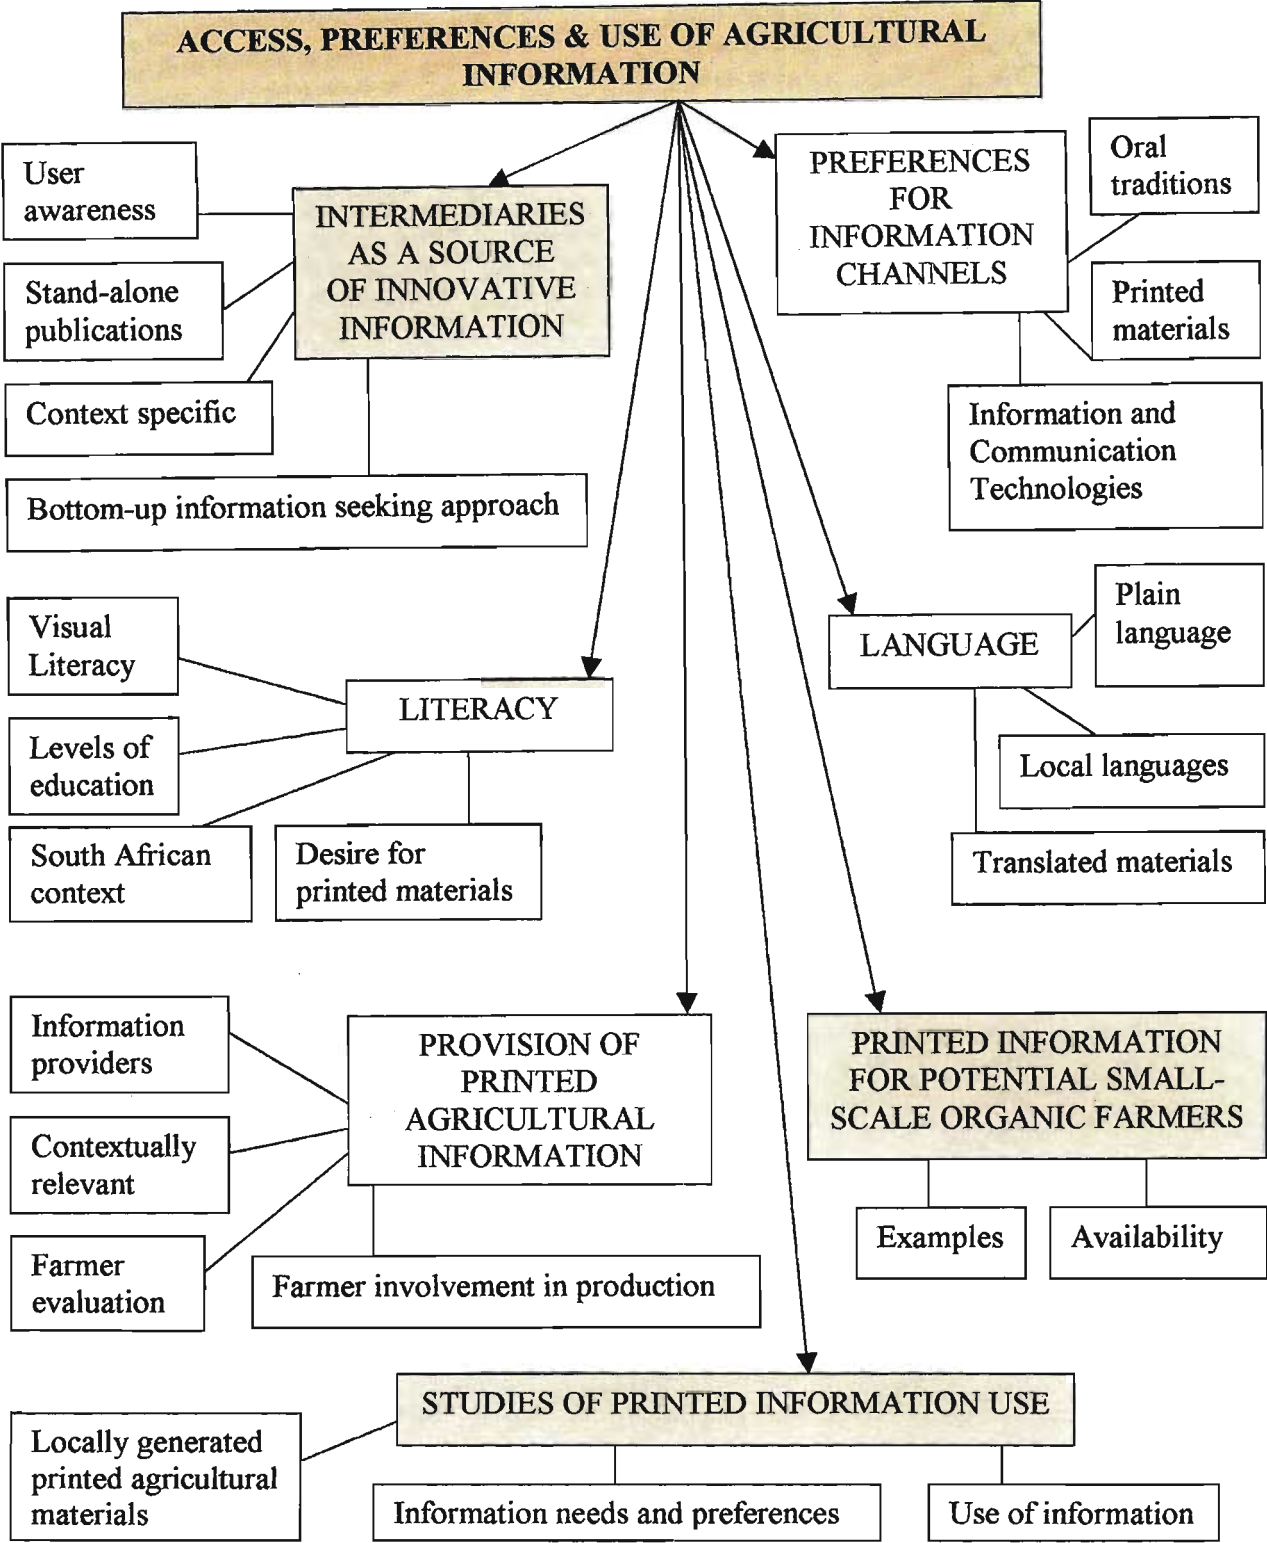 ACCESS, PREFERENCES & USE OF AGRICULTURAL
INFORMATION
User
awareness
Stand-alone
publications
Context specific
Bottom-up information seeking approach
INTERMEDIARIES
AS A SOURCE
OF INNOVATIVE
INFORMATION
PREFERENCES
FOR
INFORMATION
CHANNELS
Oral
traditions
Printed
materials
Information and
Communication
Technologies
Visual
Literacy
Levels of
education
South African
context
Desire for
printed materials
LITERACY
LANGUAGE
Plain
language
Local languages
Translated materials
Information
providers
Contextually
relevant
Farmer
evaluation
PROVISION OF
PRINTED
AGRICULTURAL
INFORMATION
Farmer involvement in production
PRINTED INFORMATION
FOR POTENTIAL SMALL-
SCALE ORGANIC FARMERS
Examples
Availability
STUDIES OF PRINTED INFORMATION USE
Locally generated
printed agricultural
materials
Information needs and preferences
Use of information